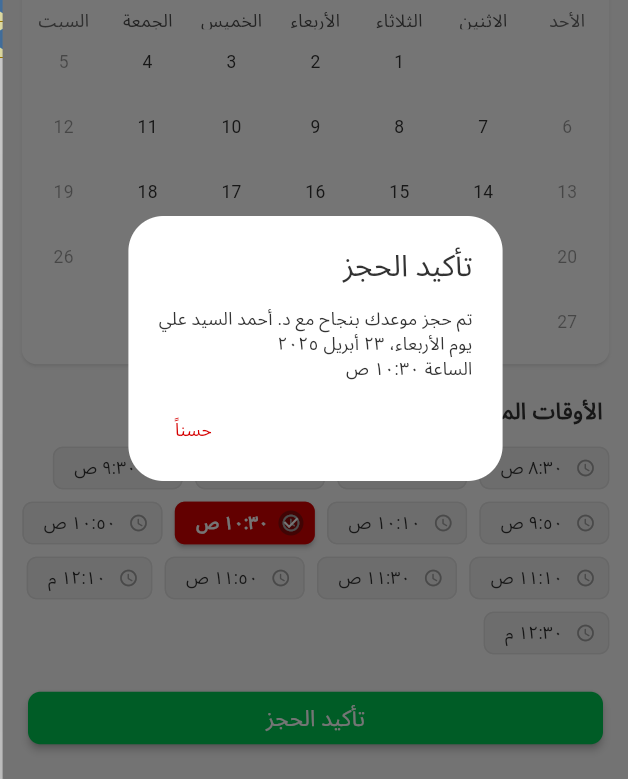 الأحد الاثنين الثلاثاء الأربعاء الخميس الجمعة السبت
1 2 3 4 5
6 7 8 9 10 11 12
13 14 15 16 17 18 19
20 26
27
تأكيد الحجز
تم حجز موعدك بنجاح مع د. أحمد السيد علي
يوم الأربعاء، ٢٣ أبريل ٢٠٢٥
الساعة ١٠:٣٠ ص
حسناً
الأوقات
٨:٣٠ ص ٩:٣٠ ص
٩:٥٠ ص ١٠:١٠ ص ١٠:٣٠ ص ١٠:٥٠ ص
١١:١٠ ص ١١:٣٠ ص ١١:٥٠ ص ١٢:١٠ م
١٢:٣٠ م
تأكيد الحجز